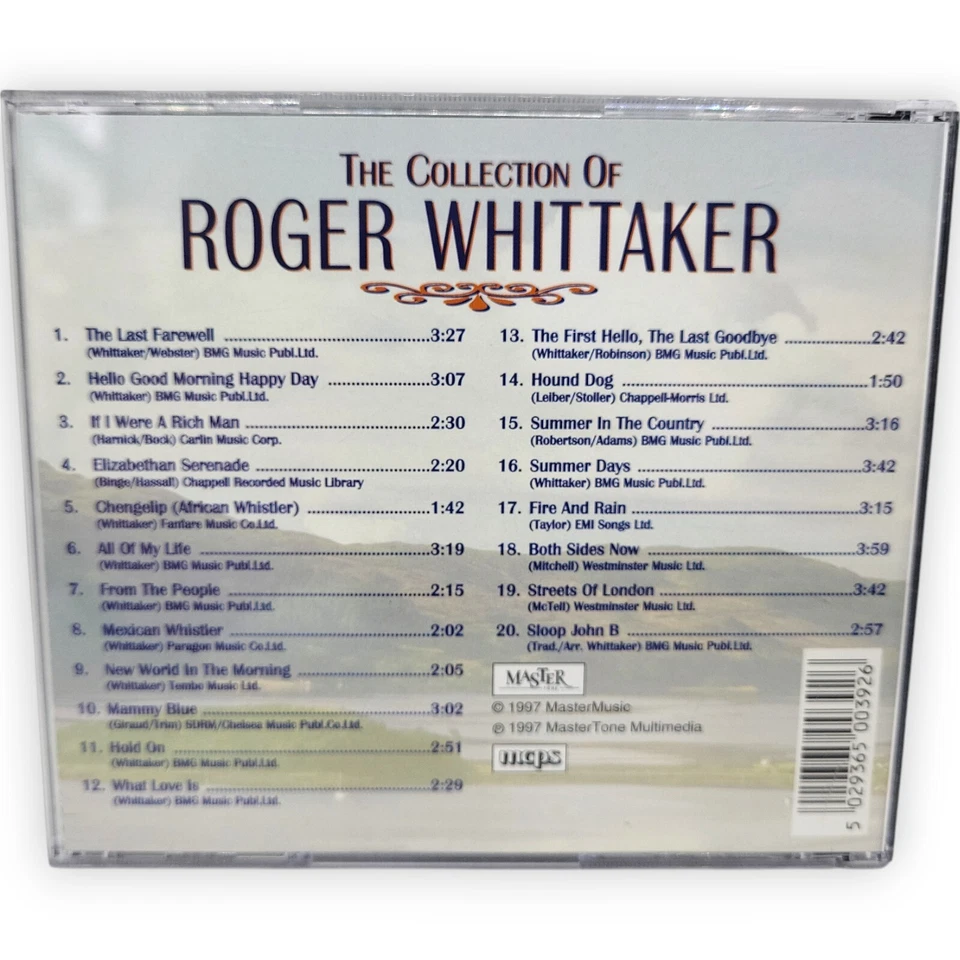 THE COLLECTION OF
ROGER WHITTAKER
1. The Last Farewell ........................................3:27
(Whittaker/Webster) BMG Music Publ.Ltd.
2. Hello Good Morning Happy Day ....................3:07
(Whittaker) BMG Music Publ.Ltd.
3. If I Were A Rich Man ...................................2:30
(Harnick/Bock) Carlin Music Corp.
4. Elizabethan Serenade ..................................2:20
(Binge/Hassall) Chappell Recorded Music Library
5. Chengelip (African Whistler) ........................1:42
(Whittaker) Fanfare Music Co.Ltd.
6. All Of My Life .............................................3:19
(Whittaker) BMG Music Publ.Ltd.
7. From The People ........................................2:15
(Whittaker) BMG Music Publ.Ltd.
8. Mexican Whistler ........................................2:02
(Whittaker) Paragon Music Co.Ltd.
9. New World In The Morning ..........................2:05
(Whittaker) Tembo Music Ltd.
10. Mammy Blue .............................................3:02
(Giraud/Trim) SDRM/Chelsea Music Publ.Co.Ltd.
11. Hold On ....................................................2:51
(Whittaker) BMG Music Publ.Ltd.
12. What Love Is .............................................2:29
(Whittaker) BMG Music Publ.Ltd.
13. The First Hello, The Last Goodbye ................2:42
(Whittaker/Robinson) BMG Music Publ.Ltd.
14. Hound Dog ................................................1:50
(Leiber/Stoller) Chappell-Morris Ltd.
15. Summer In The Country ..............................3:16
(Robertson/Adams) BMG Music Publ.Ltd.
16. Summer Days .............................................3:42
(Whittaker) BMG Music Publ.Ltd.
17. Fire And Rain .............................................3:15
(Taylor) EMI Songs Ltd.
18. Both Sides Now ..........................................3:59
(Mitchell) Westminster Music Ltd.
19. Streets Of London .......................................3:42
(McTell) Westminster Music Ltd.
20. Sloop John B .............................................2:57
(Trad./Arr. Whittaker) BMG Music Publ.Ltd.
MASTER
© 1997 MasterMusic
℗ 1997 MasterTone Multimedia
mcps
5 029365 003926